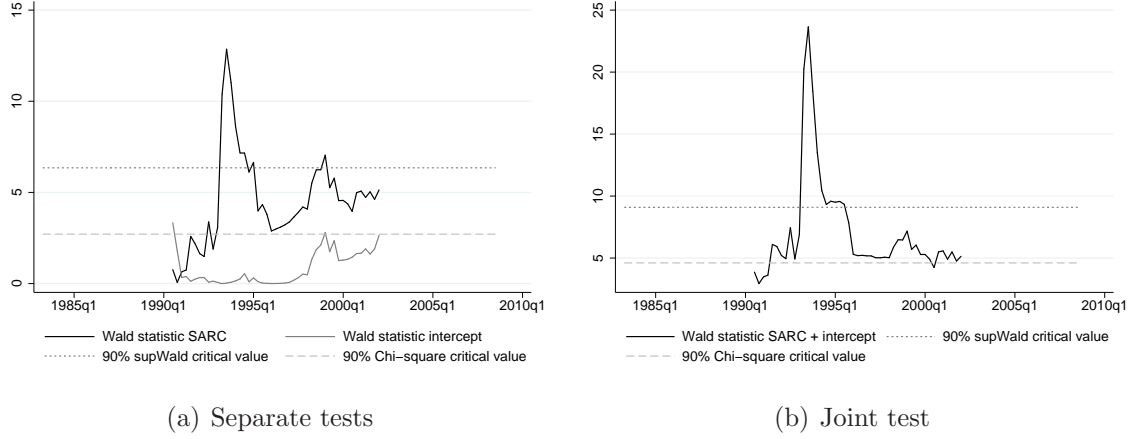 15
10
5
0
1985q1 1990q1 1995q1 2000q1 2005q1 2010q1
Wald statistic SARC Wald statistic intercept
90% supWald critical value 90% Chi−square critical value
(a) Separate tests
25
20
15
10
5
1985q1 1990q1 1995q1 2000q1 2005q1 2010q1
Wald statistic SARC + intercept 90% supWald critical value
90% Chi−square critical value
(b) Joint test